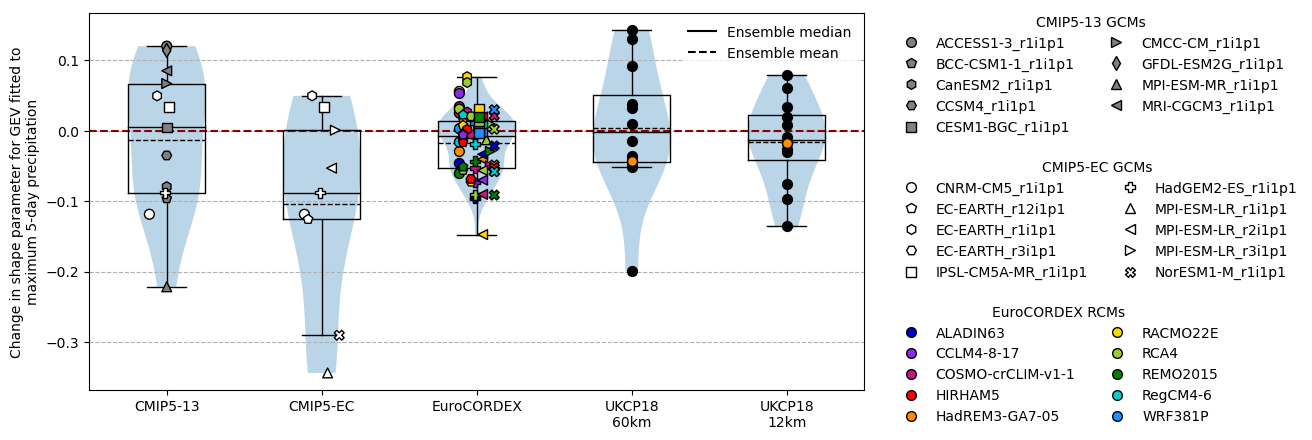 Change in shape parameter for GEV fitted to
maximum 5-day precipitation
0.1
0.0
−0.1
−0.2
−0.3
CMIP5-13
CMIP5-EC
EuroCORDEX
UKCP18
60km
UKCP18
12km
Ensemble median
Ensemble mean
CMIP5-13 GCMs
ACCESS1-3_r1i1p1
BCC-CSM1-1_r1i1p1
CanESM2_r1i1p1
CCSM4_r1i1p1
CESM1-BGC_r1i1p1
CMCC-CM_r1i1p1
GFDL-ESM2G_r1i1p1
MPI-ESM-MR_r1i1p1
MRI-CGCM3_r1i1p1
CMIP5-EC GCMs
CNRM-CM5_r1i1p1
EC-EARTH_r12i1p1
EC-EARTH_r1i1p1
EC-EARTH_r3i1p1
IPSL-CM5A-MR_r1i1p1
HadGEM2-ES_r1i1p1
MPI-ESM-LR_r1i1p1
MPI-ESM-LR_r2i1p1
MPI-ESM-LR_r3i1p1
NorESM1-M_r1i1p1
EuroCORDEX RCMs
ALADIN63
CCLM4-8-17
COSMO-crCLIM-v1-1
HIRHAM5
HadREM3-GA7-05
RACMO22E
RCA4
REMO2015
RegCM4-6
WRF381P